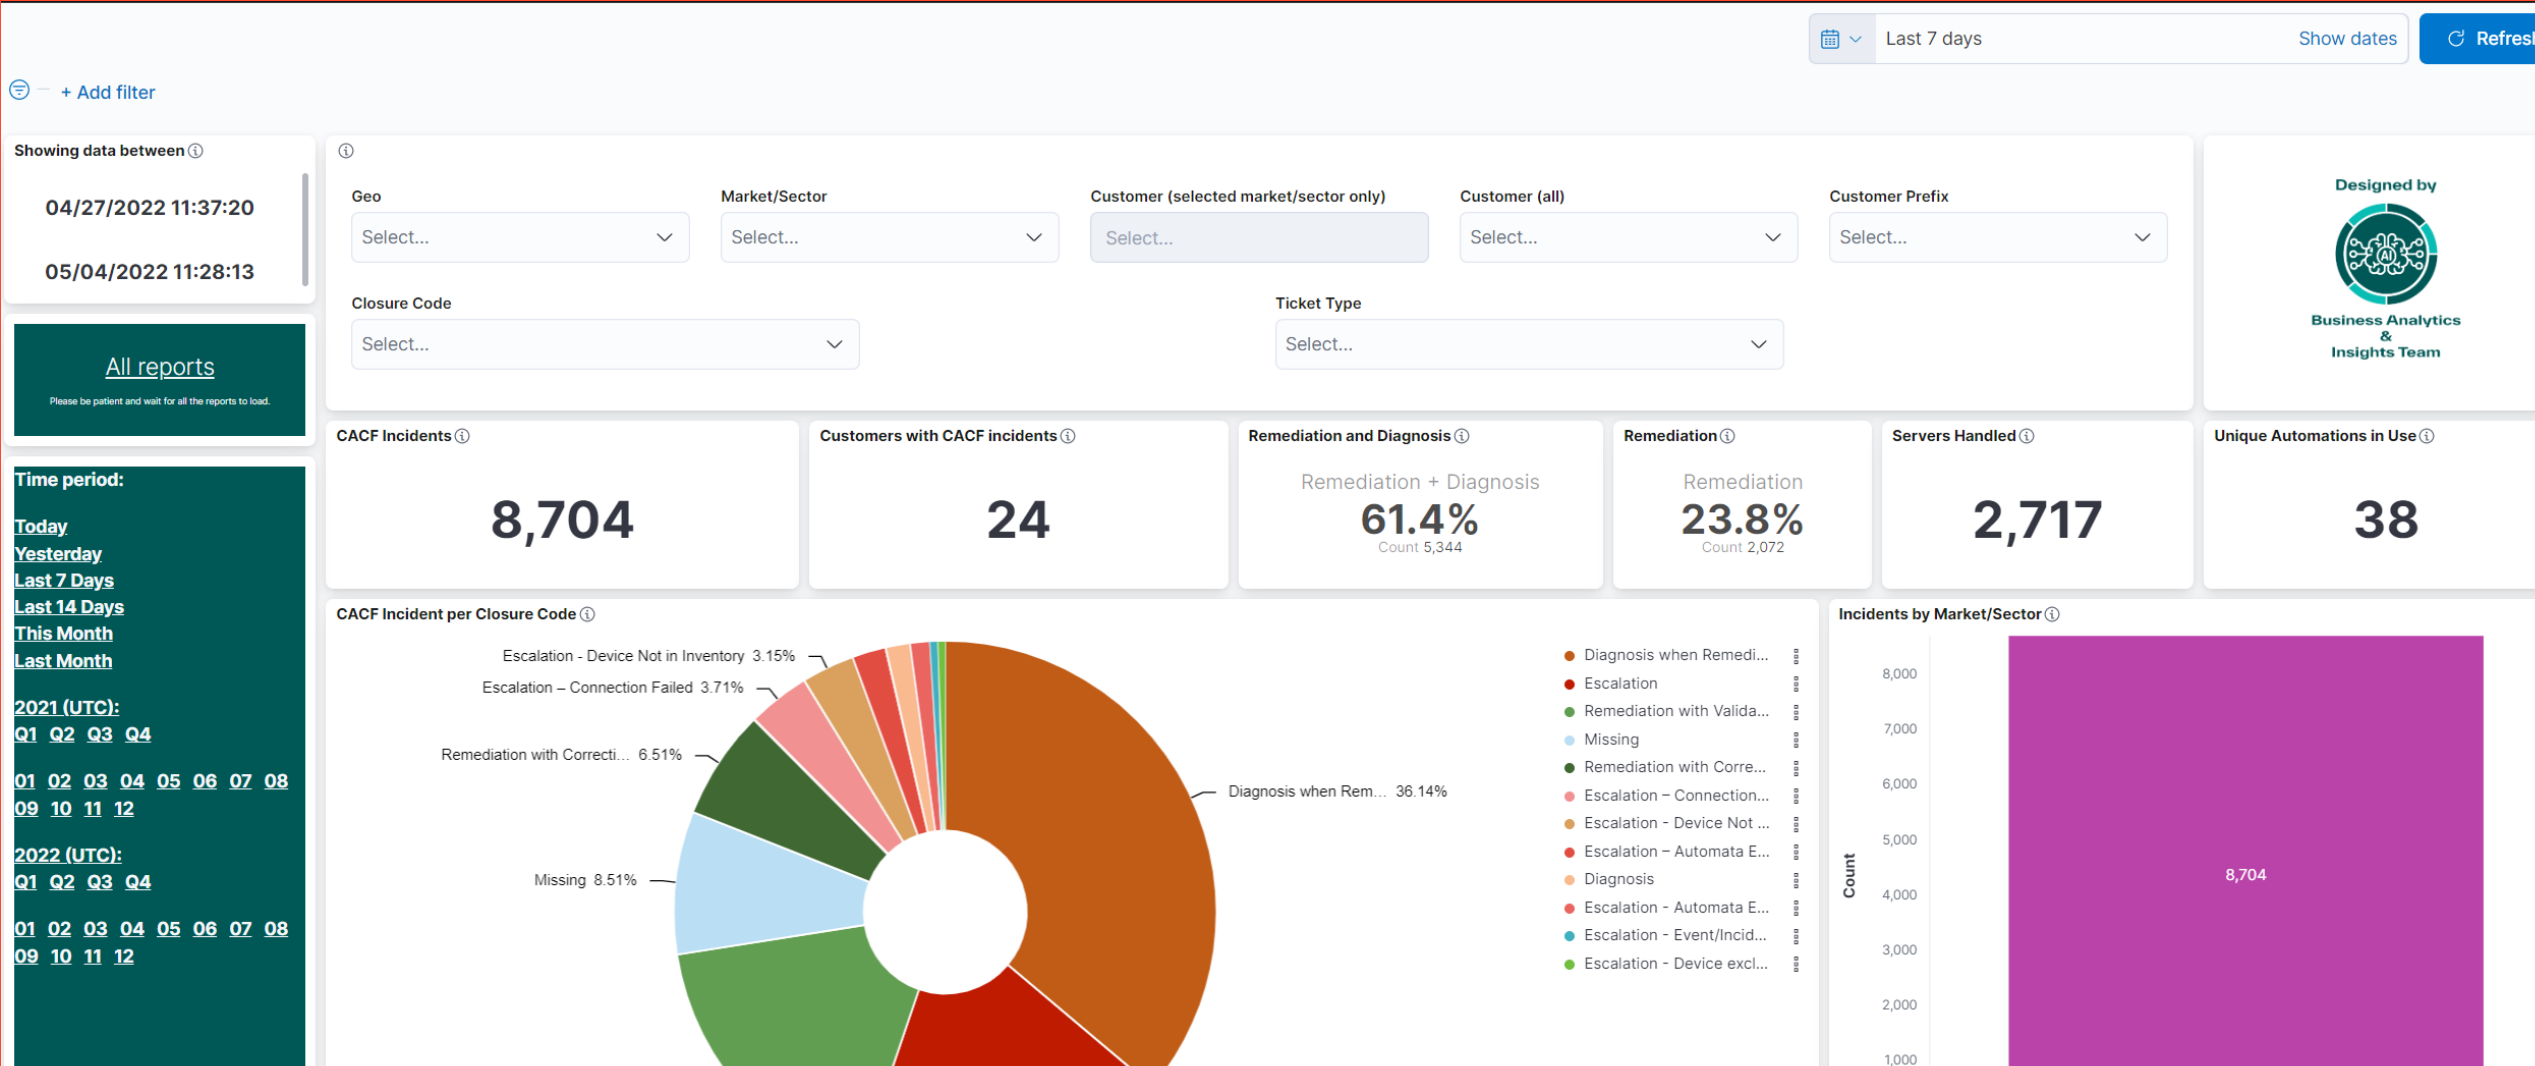 Last 7 days
Show dates
Refresh
+ Add filter
Showing data between
04/27/2022 11:37:20
05/04/2022 11:28:13
All reports
Please be patient and wait for all the reports to load.
Time period:
Today
Yesterday
Last 7 Days
Last 14 Days
This Month
Last Month
2021 (UTC):
Q1 Q2 Q3 Q4
01 02 03 04 05 06 07 08
09 10 11 12
2022 (UTC):
Q1 Q2 Q3 Q4
01 02 03 04 05 06 07 08
09 10 11 12
Geo
Select...
Market/Sector
Select...
Customer (selected market/sector only)
Select...
Customer (all)
Select...
Customer Prefix
Select...
Closure Code
Select...
Ticket Type
Select...
Designed by
AI
Business Analytics
&
Insights Team
CACF Incidents
8,704
Customers with CACF incidents
24
Remediation and Diagnosis
Remediation + Diagnosis
61.4%
Count 5,344
Remediation
Remediation
23.8%
Count 2,072
Servers Handled
2,717
Unique Automations in Use
38
CACF Incident per Closure Code
Escalation - Device Not in Inventory 3.15%
Escalation – Connection Failed 3.71%
Remediation with Correcti... 6.51%
Missing 8.51%
Diagnosis when Rem... 36.14%
Diagnosis when Remedi...
Escalation
Remediation with Valida...
Missing
Remediation with Corre...
Escalation – Connection...
Escalation - Device Not ...
Escalation – Automata E...
Diagnosis
Escalation - Automata E...
Escalation - Event/Incid...
Escalation - Device excl...
Incidents by Market/Sector
Count
8,000
7,000
6,000
5,000
4,000
3,000
2,000
1,000
8,704